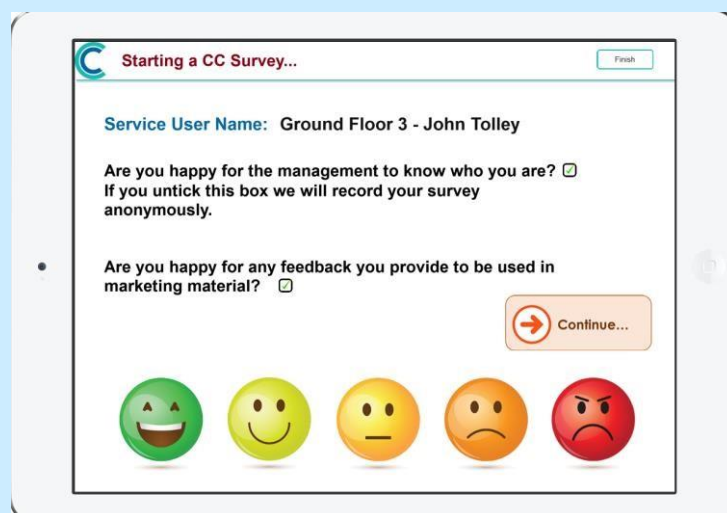 Starting a CC Survey...
Finish
Service User Name: Ground Floor 3 - John Tolley
Are you happy for the management to know who you are?
If you untick this box we will record your survey
anonymously.
Are you happy for any feedback you provide to be used in
marketing material?
Continue...